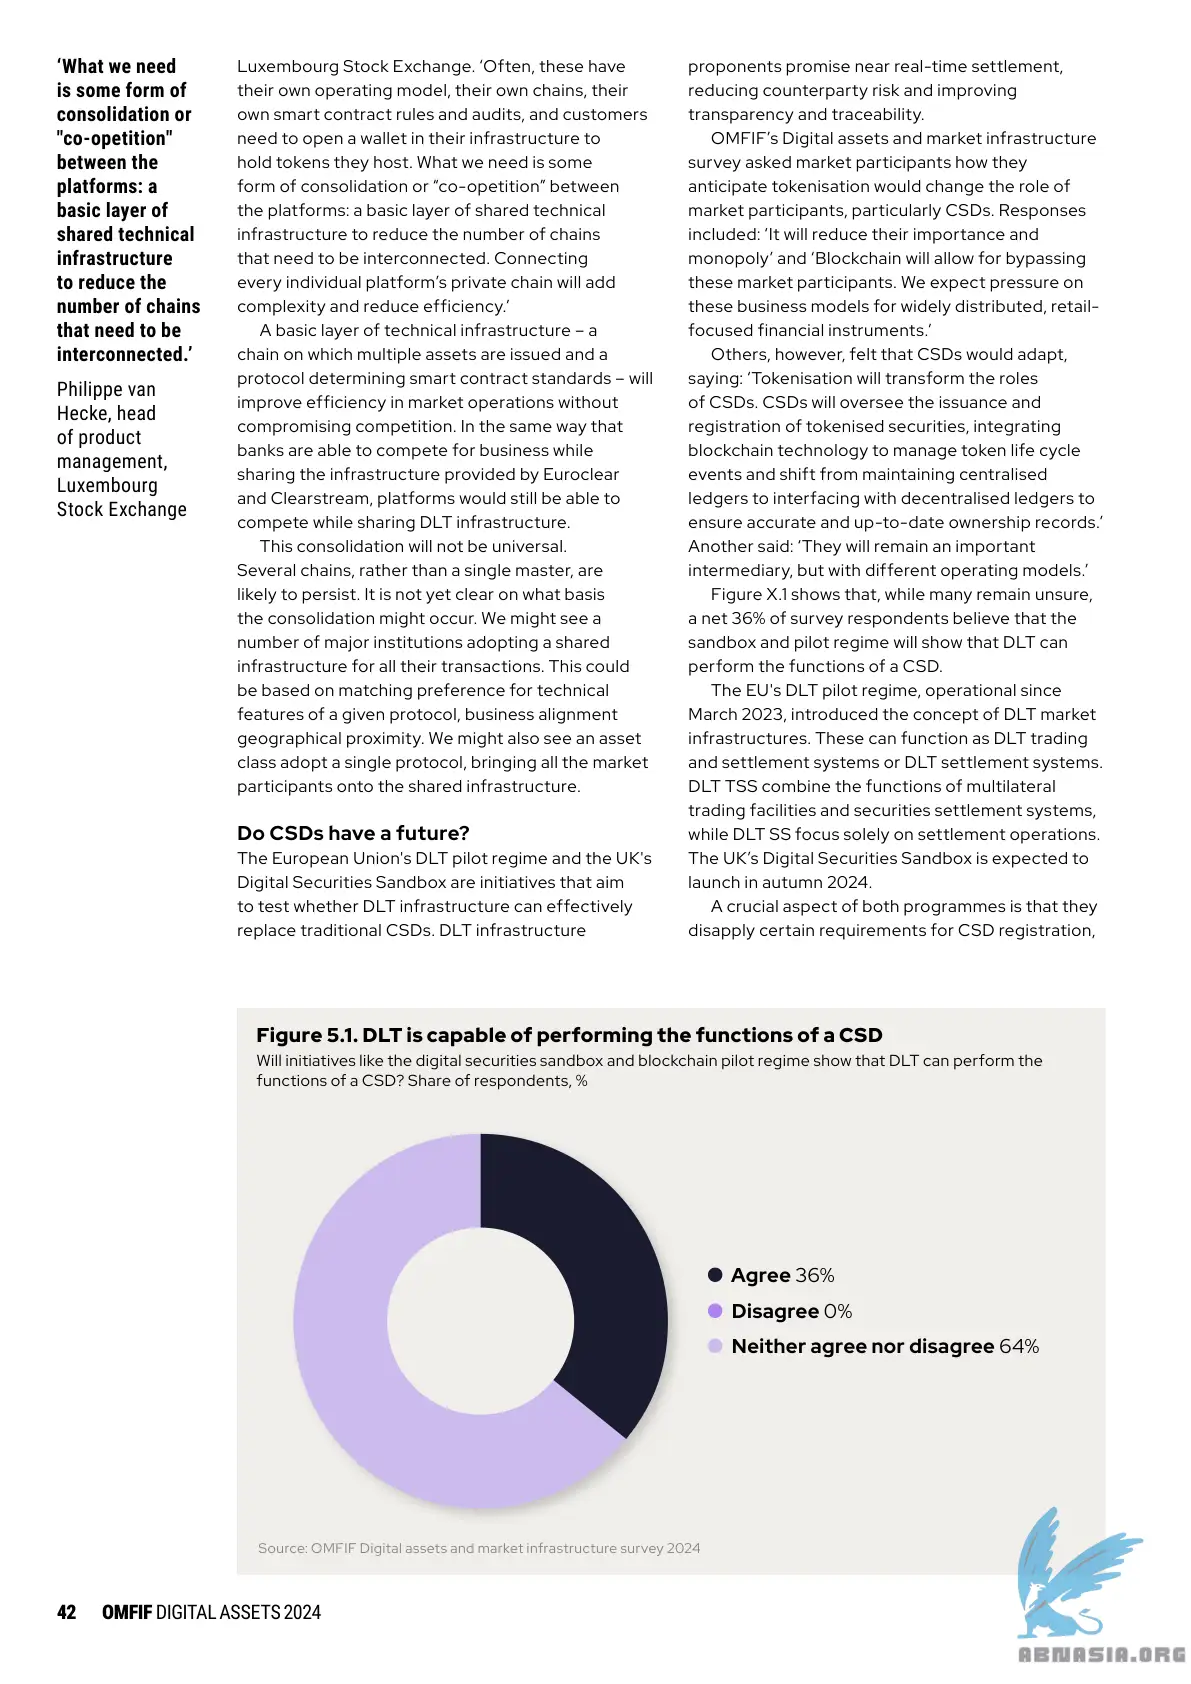 ‘What we need
is some form of
consolidation or
"co-opetition"
between the
platforms: a
basic layer of
shared technical
infrastructure
to reduce the
number of chains
that need to be
interconnected.’
Philippe van
Hecke, head
of product
management,
Luxembourg
Stock Exchange
Luxembourg Stock Exchange. ‘Often, these have
their own operating model, their own chains, their
own smart contract rules and audits, and customers
need to open a wallet in their infrastructure to
hold tokens they host. What we need is some
form of consolidation or “co-opetition” between
the platforms: a basic layer of shared technical
infrastructure to reduce the number of chains
that need to be interconnected. Connecting
every individual platform’s private chain will add
complexity and reduce efficiency.’
A basic layer of technical infrastructure – a
chain on which multiple assets are issued and a
protocol determining smart contract standards – will
improve efficiency in market operations without
compromising competition. In the same way that
banks are able to compete for business while
sharing the infrastructure provided by Euroclear
and Clearstream, platforms would still be able to
compete while sharing DLT infrastructure.
This consolidation will not be universal.
Several chains, rather than a single master, are
likely to persist. It is not yet clear on what basis
the consolidation might occur. We might see a
number of major institutions adopting a shared
infrastructure for all their transactions. This could
be based on matching preference for technical
features of a given protocol, business alignment
geographical proximity. We might also see an asset
class adopt a single protocol, bringing all the market
participants onto the shared infrastructure.
Do CSDs have a future?
The European Union's DLT pilot regime and the UK's
Digital Securities Sandbox are initiatives that aim
to test whether DLT infrastructure can effectively
replace traditional CSDs. DLT infrastructure
proponents promise near real-time settlement,
reducing counterparty risk and improving
transparency and traceability.
OMFIF’s Digital assets and market infrastructure
survey asked market participants how they
anticipate tokenisation would change the role of
market participants, particularly CSDs. Responses
included: ‘It will reduce their importance and
monopoly’ and ‘Blockchain will allow for bypassing
these market participants. We expect pressure on
these business models for widely distributed, retail-
focused financial instruments.’
Others, however, felt that CSDs would adapt,
saying: ‘Tokenisation will transform the roles
of CSDs. CSDs will oversee the issuance and
registration of tokenised securities, integrating
blockchain technology to manage token life cycle
events and shift from maintaining centralised
ledgers to interfacing with decentralised ledgers to
ensure accurate and up-to-date ownership records.’
Another said: ‘They will remain an important
intermediary, but with different operating models.’
Figure X.1 shows that, while many remain unsure,
a net 36% of survey respondents believe that the
sandbox and pilot regime will show that DLT can
perform the functions of a CSD.
The EU's DLT pilot regime, operational since
March 2023, introduced the concept of DLT market
infrastructures. These can function as DLT trading
and settlement systems or DLT settlement systems.
DLT TSS combine the functions of multilateral
trading facilities and securities settlement systems,
while DLT SS focus solely on settlement operations.
The UK’s Digital Securities Sandbox is expected to
launch in autumn 2024.
A crucial aspect of both programmes is that they
disapply certain requirements for CSD registration,
Figure 5.1. DLT is capable of performing the functions of a CSD
Will initiatives like the digital securities sandbox and blockchain pilot regime show that DLT can perform the
functions of a CSD? Share of respondents, %
Agree 36%
Disagree 0%
Neither agree nor disagree 64%
Source: OMFIF Digital assets and market infrastructure survey 2024
42 OMFIF DIGITAL ASSETS 2024
ABNASIA.ORG